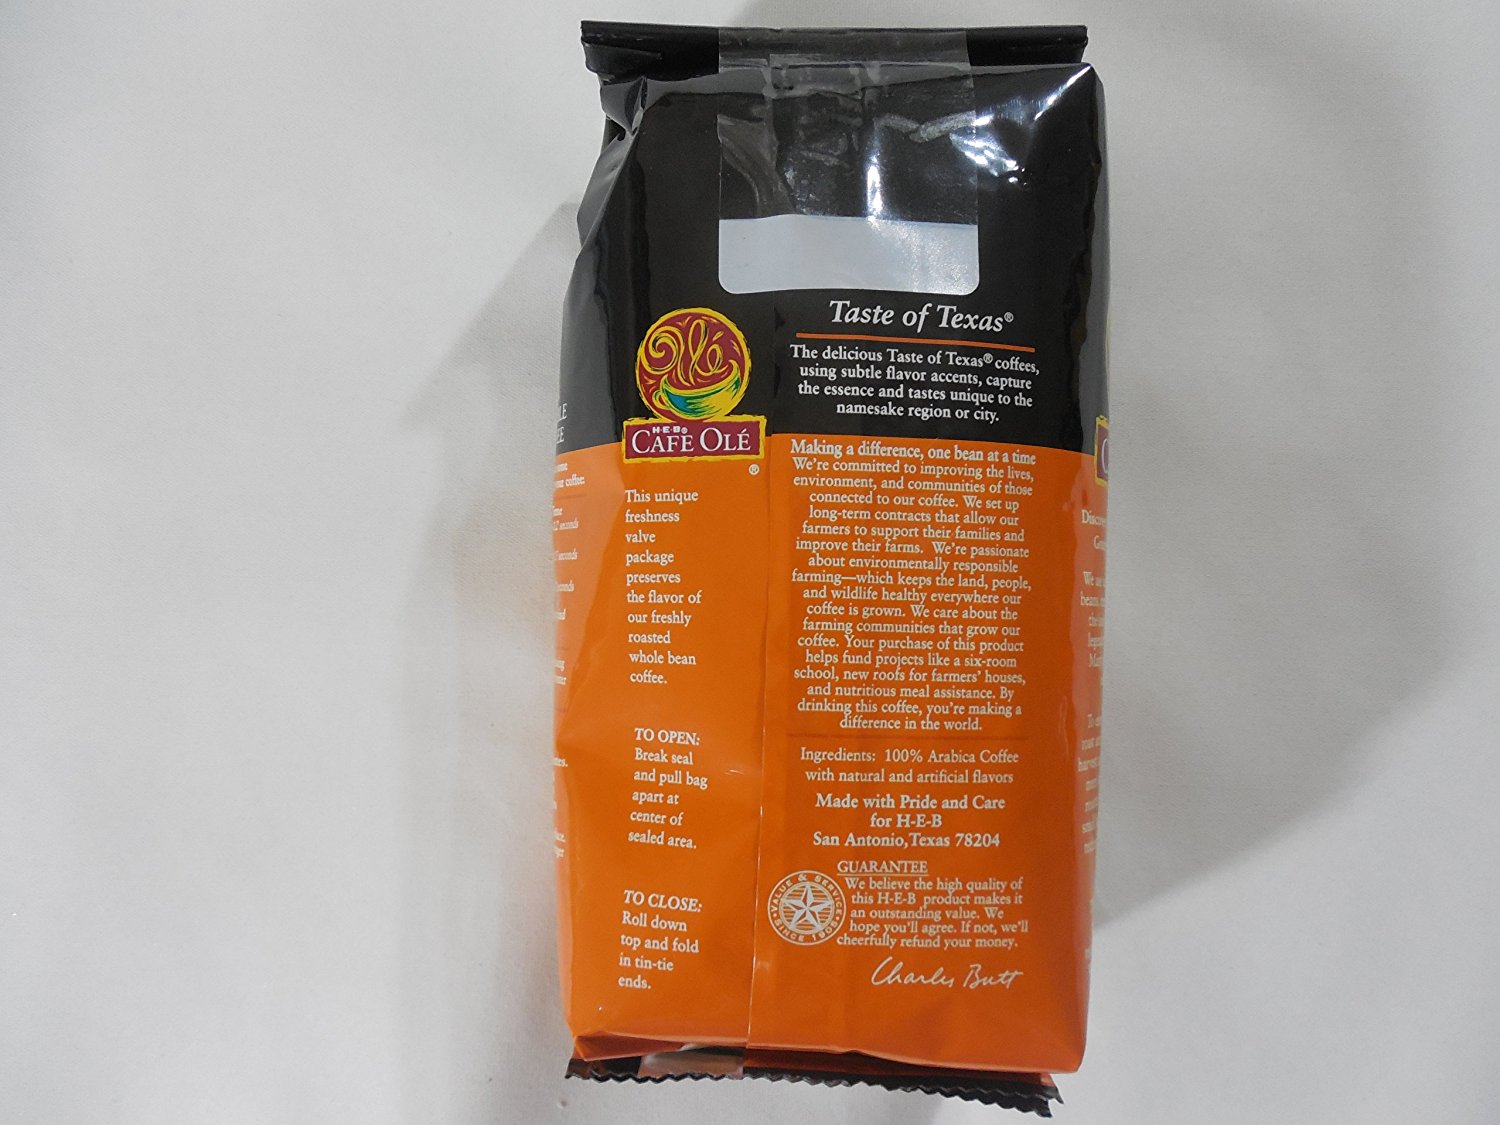 Taste of Texas®
The delicious Taste of Texas® coffees,
using subtle flavor accents, capture
the essence and tastes unique to the
namesake region or city.
Olé
H-E-B®
CAFÉ OLÉ
®
This unique
freshness
valve
package
preserves
the flavor of
our freshly
roasted
whole bean
coffee.
TO OPEN:
Break seal
and pull bag
apart at
center of
sealed area.
TO CLOSE:
Roll down
top and fold
in tin-tie
ends.
Making a difference, one bean at a time
We're committed to improving the lives,
environment, and communities of those
connected to our coffee. We set up
long-term contracts that allow our
farmers to support their families and
improve their farms. We're passionate
about environmentally responsible
farming—which keeps the land, people,
and wildlife healthy everywhere our
coffee is grown. We care about the
farming communities that grow our
coffee. Your purchase of this product
helps fund projects like a six-room
school, new roofs for farmers' houses,
and nutritious meal assistance. By
drinking this coffee, you're making a
difference in the world.
Ingredients: 100% Arabica Coffee
with natural and artificial flavors
Made with Pride and Care
for H-E-B
San Antonio, Texas 78204
GUARANTEE
We believe the high quality of
this H-E-B product makes it
an outstanding value. We
hope you'll agree. If not, we'll
cheerfully refund your money.
VALUE & SERVICE
SINCE 1905
Charles Butt